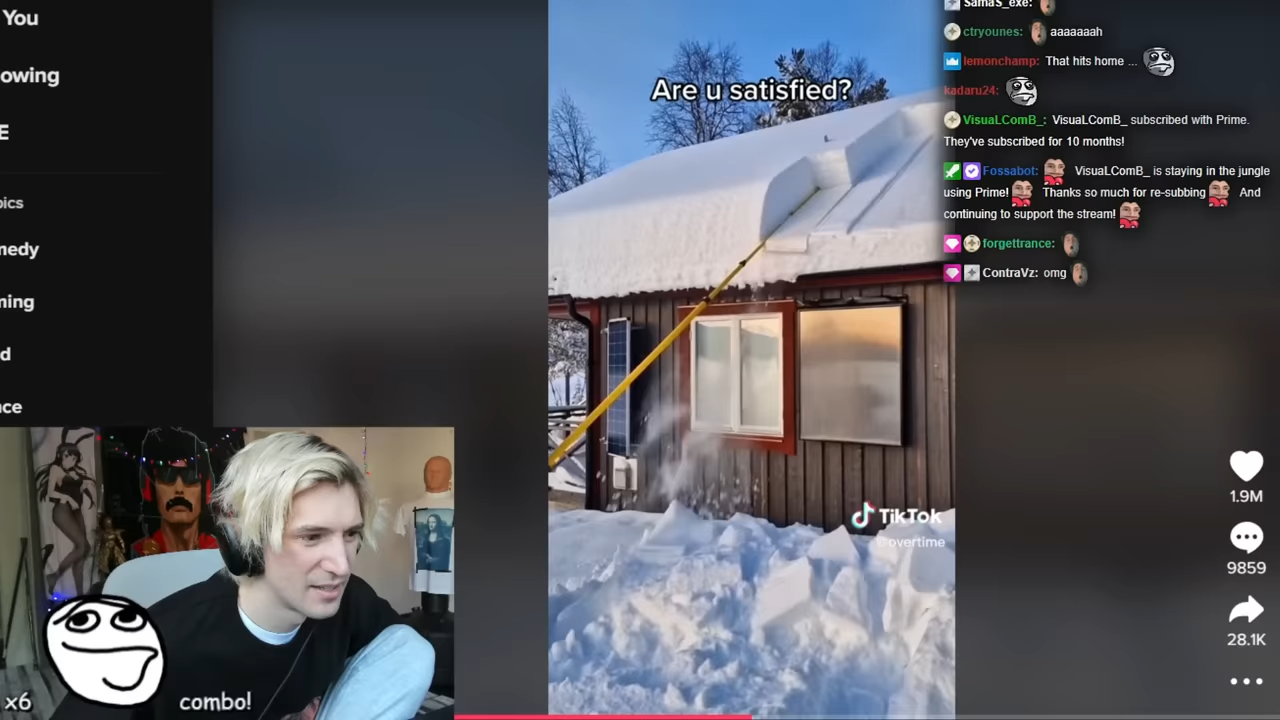 You
owing
E
pics
nedy
ning
d
nce
Are u satisfied?
TikTok
@overtime
x6
combo!
SamaS_exe:
ctryounes: aaaaaaah
lemonchamp: That hits home ...
kadaru24:
VisuaLComB_: VisuaLComB_ subscribed with Prime.
They've subscribed for 10 months!
Fossabot: VisuaLComB_ is staying in the jungle
using Prime! Thanks so much for re-subbing And
continuing to support the stream!
forgettrance:
ContraVz: omg
1.9M
9859
28.1K